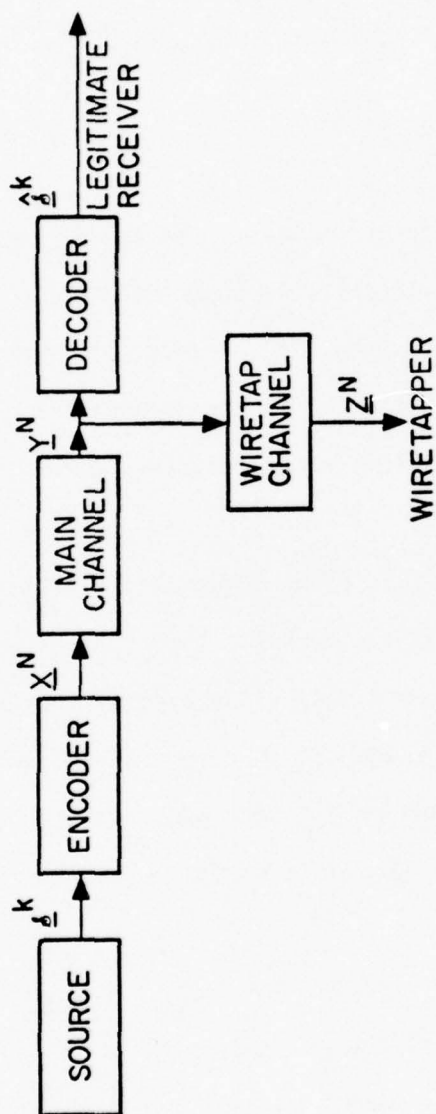 SOURCE
s^k
ENCODER
X^N
MAIN
CHANNEL
Y^N
DECODER
ŝ^k
LEGITIMATE
RECEIVER
WIRETAP
CHANNEL
Z^N
WIRETAPPER